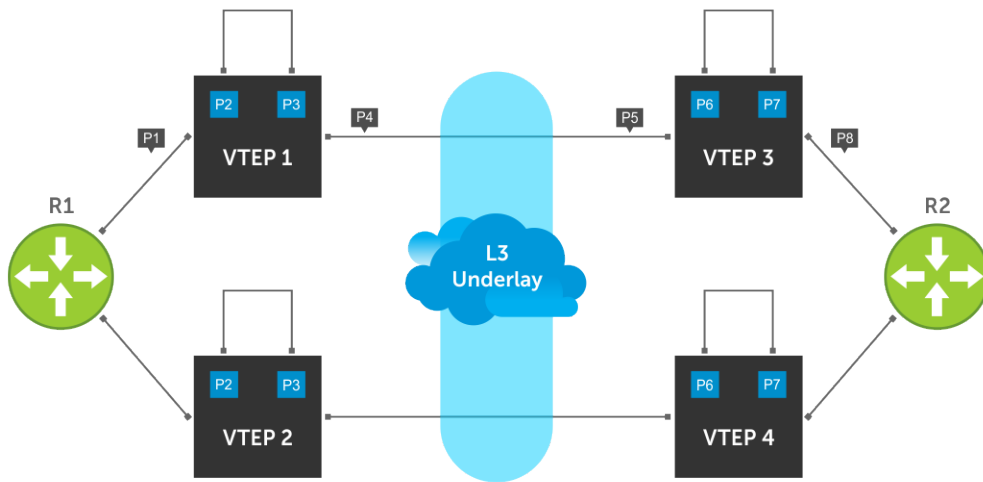 P2
P3
VTEP 1
P1
P4
P5
P6
P7
VTEP 3
P8
R1
R2
L3
Underlay
P2
P3
VTEP 2
P6
P7
VTEP 4